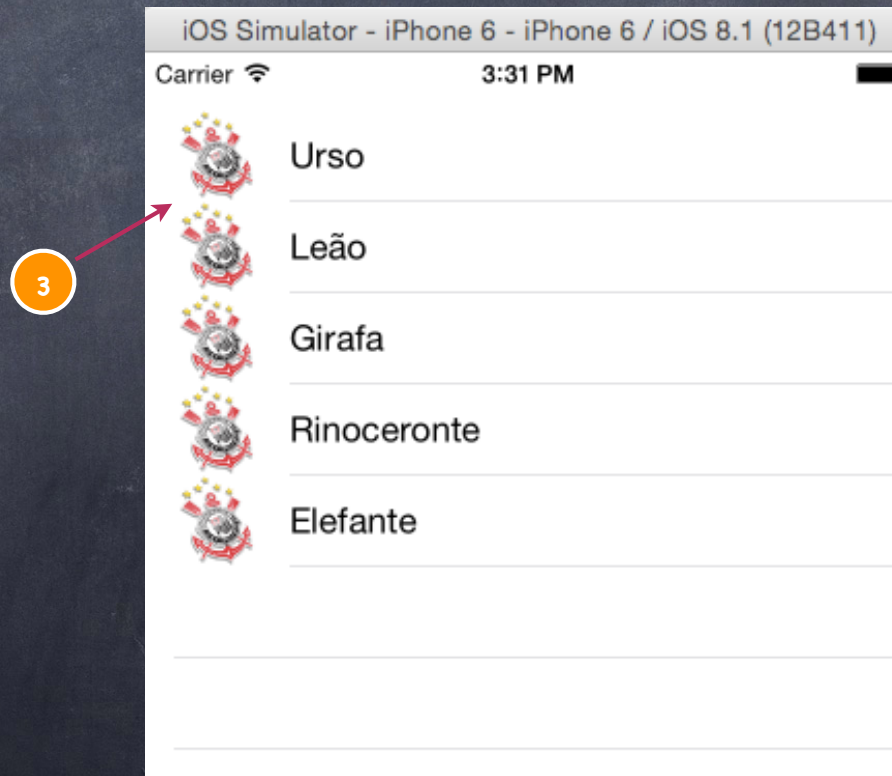 iOS Simulator - iPhone 6 - iPhone 6 / iOS 8.1 (12B411)
Carrier 3:31 PM
Urso
3
Leão
Girafa
Rinoceronte
Elefante